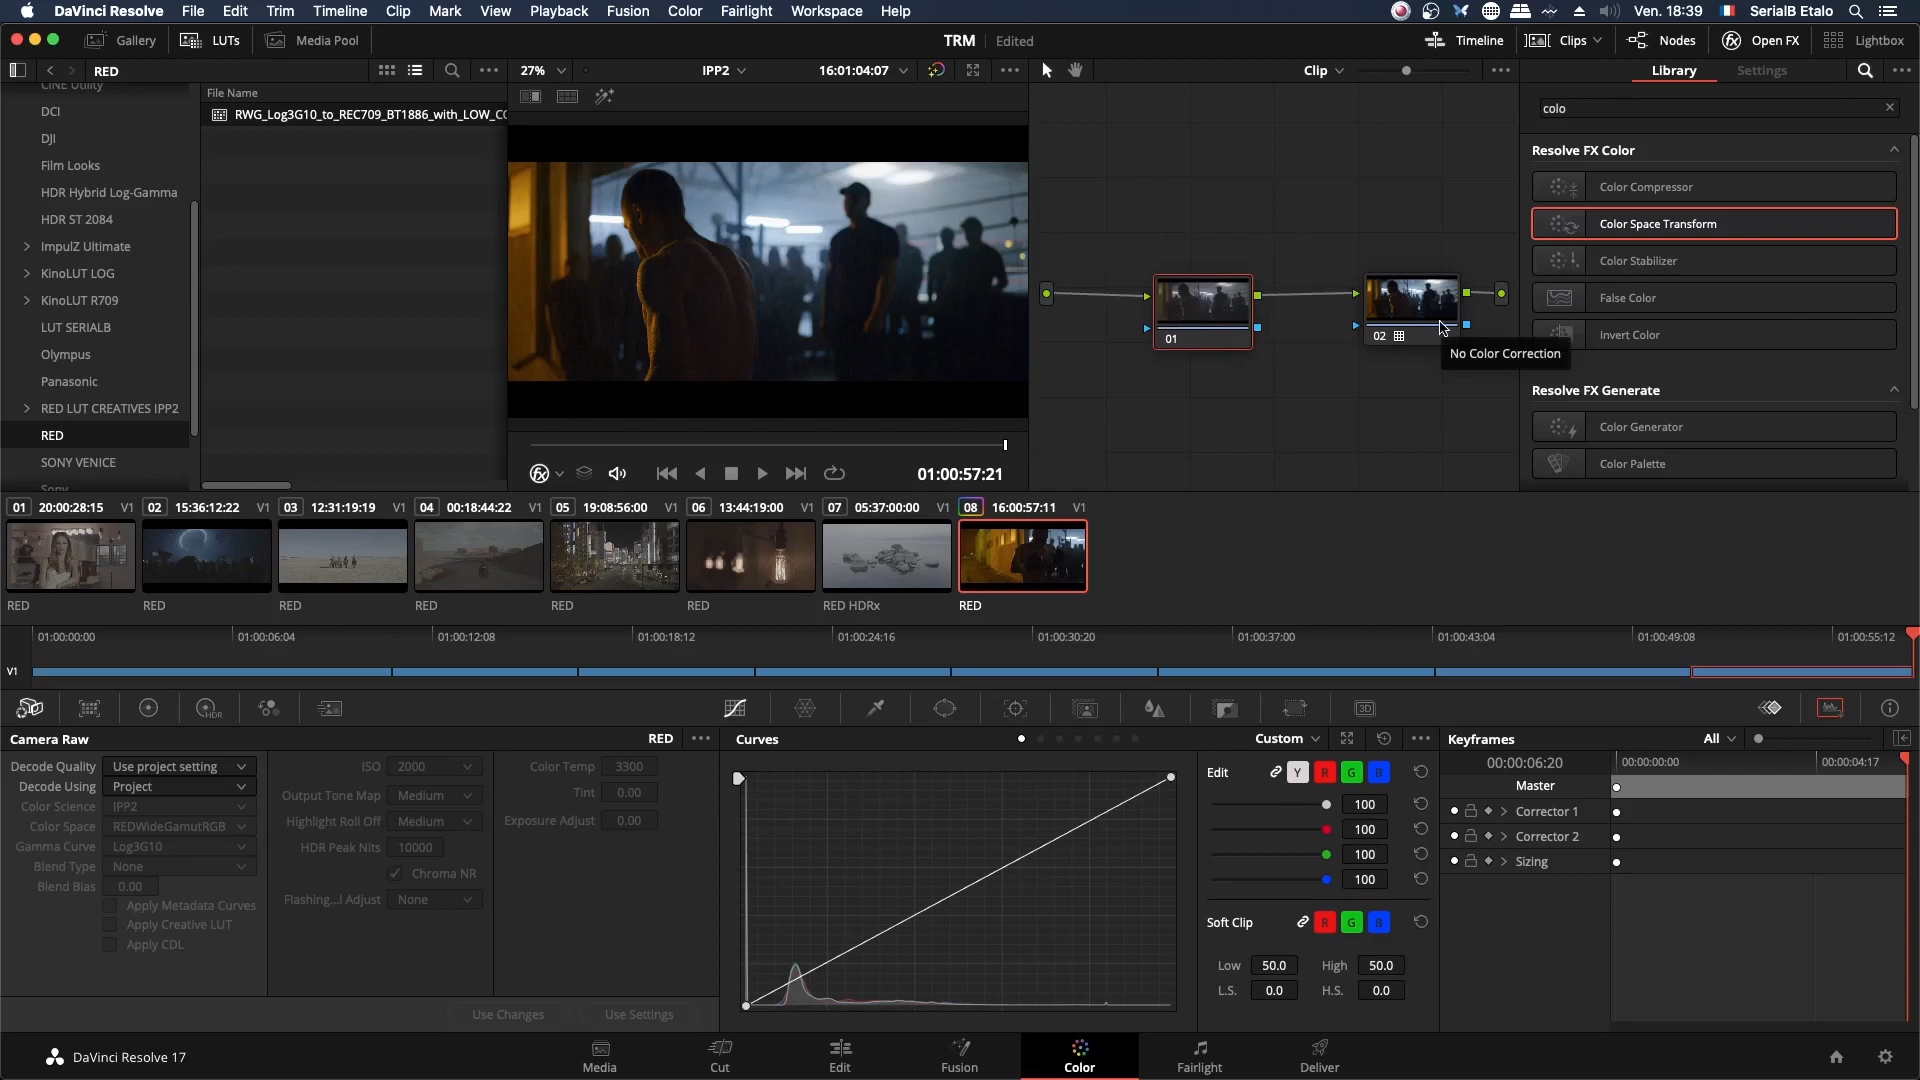 DaVinci Resolve File Edit Trim Timeline Clip Mark View Playback Fusion Color Fairlight Workspace Help Ven. 18:39 SerialB Etalo
Gallery LUTs Media Pool TRM Edited Timeline Clips Nodes Open FX Lightbox
RED 27% IPP2 16:01:04:07 Clip Library Settings
CINE Utility
File Name
RWG_Log3G10_to_REC709_BT1886_with_LOW_CO
DCI
DJI
Film Looks
HDR Hybrid Log-Gamma
HDR ST 2084
ImpulZ Ultimate
KinoLUT LOG
KinoLUT R709
LUT SERIALB
Olympus
Panasonic
RED LUT CREATIVES IPP2
RED
SONY VENICE
Sony
01:00:57:21
01
02
No Color Correction
colo
Resolve FX Color
Color Compressor
Color Space Transform
Color Stabilizer
False Color
Invert Color
Resolve FX Generate
Color Generator
Color Palette
01 20:00:28:15 V1 02 15:36:12:22 V1 03 12:31:19:19 V1 04 00:18:44:22 V1 05 19:08:56:00 V1 06 13:44:19:00 V1 07 05:37:00:00 V1 08 16:00:57:11 V1
RED RED RED RED RED RED RED HDRx RED
01:00:00:00 01:00:06:04 01:00:12:08 01:00:18:12 01:00:24:16 01:00:30:20 01:00:37:00 01:00:43:04 01:00:49:08 01:00:55:12
V1
HDR 3D
Camera Raw RED
Decode Quality Use project setting
Decode Using Project
Color Science IPP2
Color Space REDWideGamutRGB
Gamma Curve Log3G10
Blend Type None
Blend Bias 0.00
Apply Metadata Curves
Apply Creative LUT
Apply CDL
ISO 2000
Output Tone Map Medium
Highlight Roll Off Medium
HDR Peak Nits 10000
Chroma NR
Flashing...l Adjust None
Color Temp 3300
Tint 0.00
Exposure Adjust 0.00
Use Changes Use Settings
Curves Custom
Edit Y R G B
100
100
100
100
Soft Clip R G B
Low 50.0 High 50.0
L.S. 0.0 H.S. 0.0
Keyframes All
00:00:06:20 00:00:00:00 00:00:04:17
Master
Corrector 1
Corrector 2
Sizing
DaVinci Resolve 17 Media Cut Edit Fusion Color Fairlight Deliver